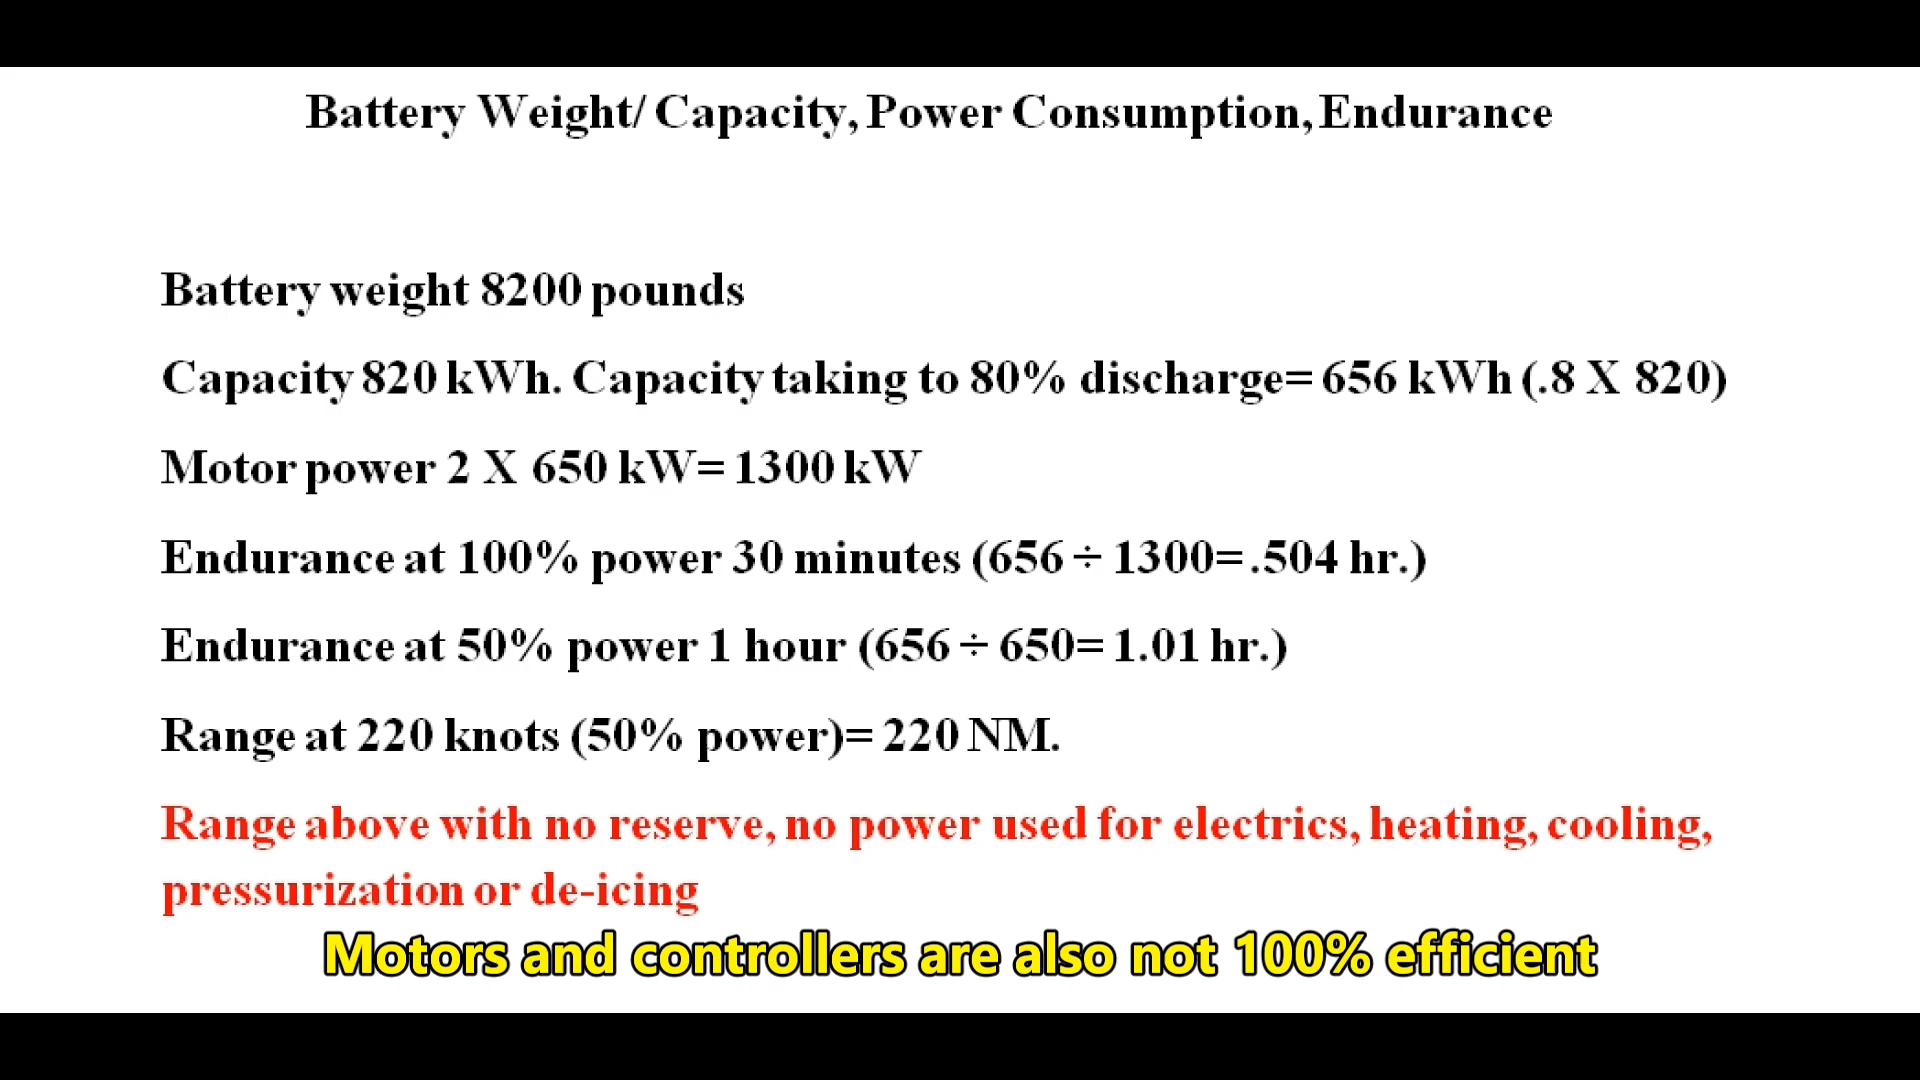 Battery Weight/ Capacity, Power Consumption, Endurance
Battery weight 8200 pounds
Capacity 820 kWh. Capacity taking to 80% discharge= 656 kWh (.8 X 820)
Motor power 2 X 650 kW= 1300 kW
Endurance at 100% power 30 minutes (656 ÷ 1300= .504 hr.)
Endurance at 50% power 1 hour (656 ÷ 650= 1.01 hr.)
Range at 220 knots (50% power)= 220 NM.
Range above with no reserve, no power used for electrics, heating, cooling,
pressurization or de-icing
Motors and controllers are also not 100% efficient